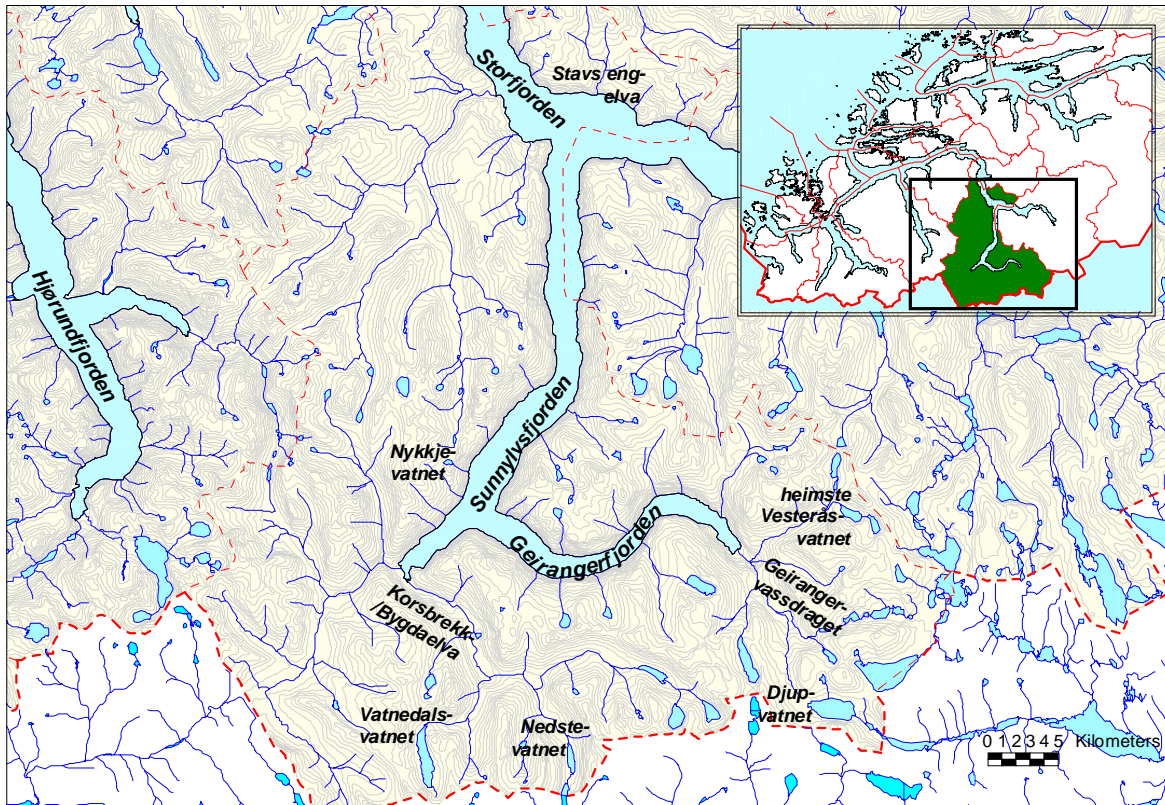 Storfjorden
Stavs eng-
elva
Hjørundfjorden
Sunnylvsfjorden
Nykkje-
vatnet
Geirangerfjorden
heimste
Vesterås-
vatnet
Geiranger-
vassdraget
Korsbrekk-
/Bygdaelva
Vatnedals-
vatnet
Nedste-
vatnet
Djup-
vatnet
0 1 2 3 4 5 Kilometers